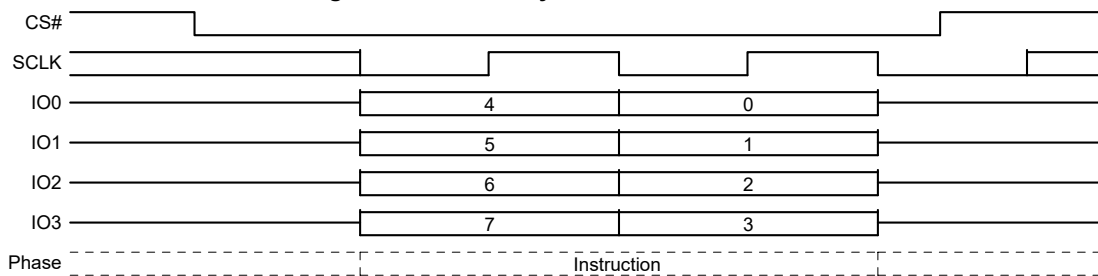 CS#
SCLK
IO0 4 0
IO1 5 1
IO2 6 2
IO3 7 3
Phase Instruction